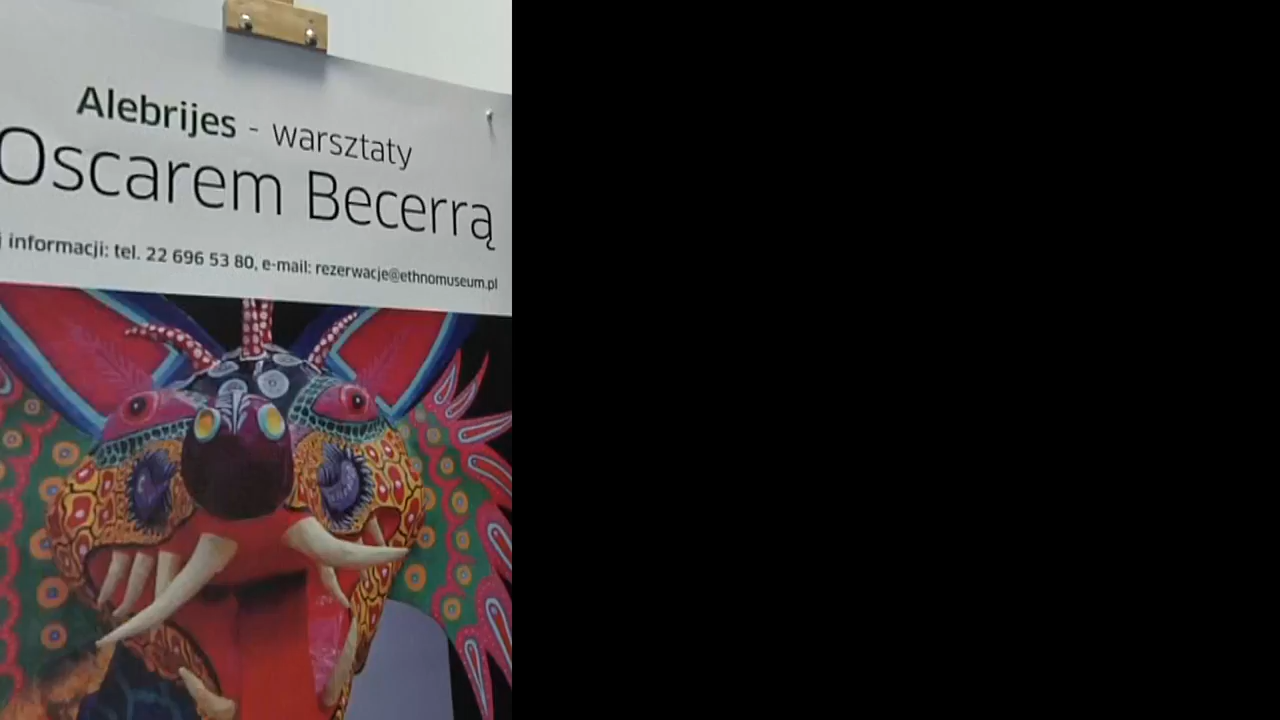 Alebrijes - warsztaty
Oscarem Becerrą
informacji: tel. 22 696 53 80, e-mail: rezerwacje@ethnomuseum.pl